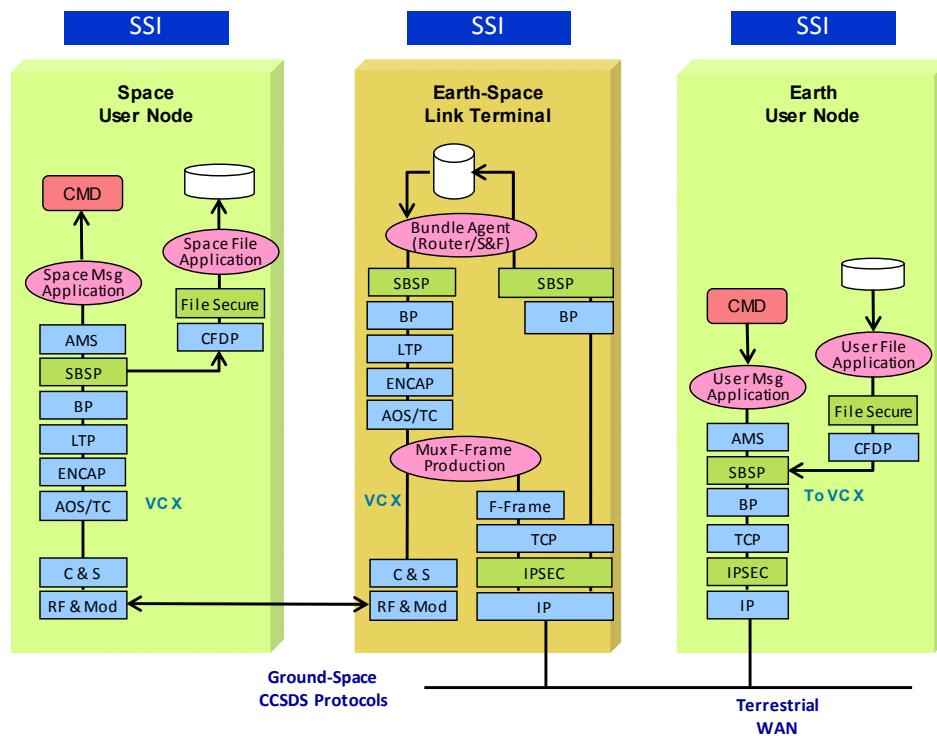 SSI
SSI
SSI
Space
User Node
CMD
Space File
Application
Space Msg
Application
File Secure
AMS
CFDP
SBSP
BP
LTP
ENCAP
AOS/TC
VC X
C & S
RF & Mod
Earth-Space
Link Terminal
Bundle Agent
(Router/S&F)
SBSP
SBSP
BP
BP
LTP
ENCAP
AOS/TC
Mux F-Frame
Production
VC X
F-Frame
TCP
C & S
IPSEC
RF & Mod
IP
Earth
User Node
CMD
User File
Application
User Msg
Application
File Secure
AMS
CFDP
SBSP
To VC X
BP
TCP
IPSEC
IP
Ground-Space
CCSDS Protocols
Terrestrial
WAN